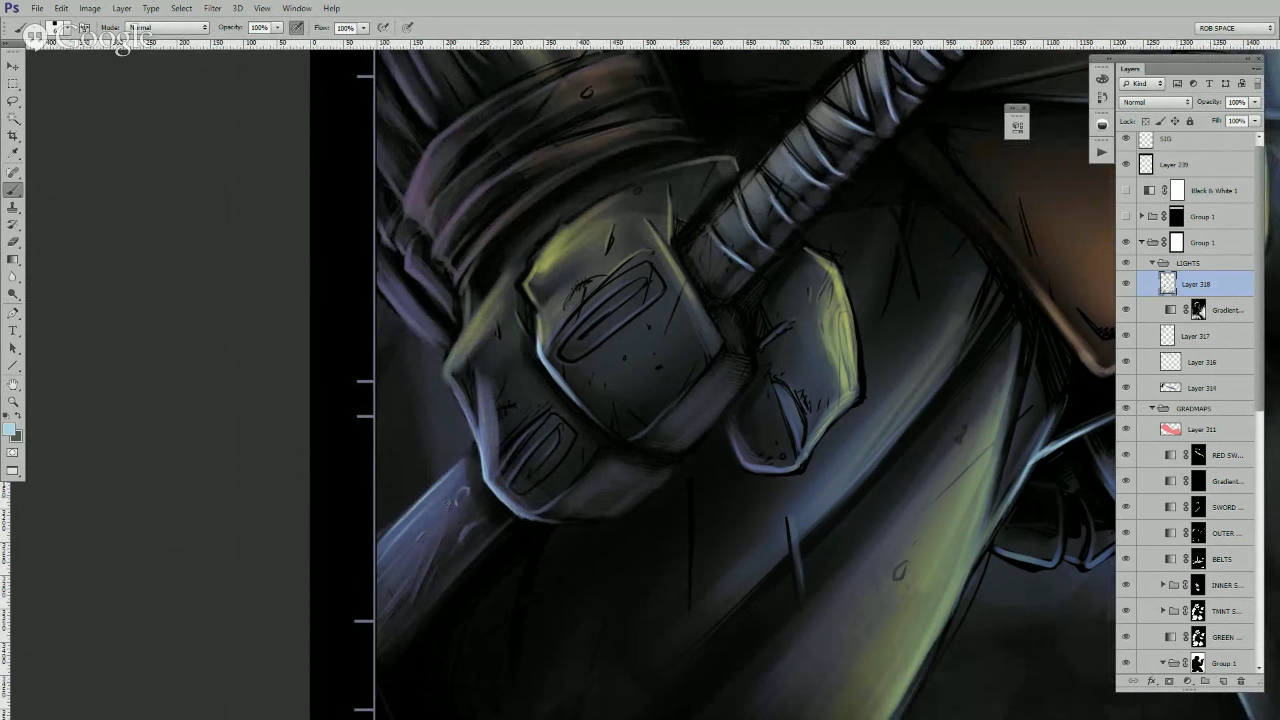 Ps File Edit Image Layer Type Select Filter 3D View Window Help
Mode: Normal Opacity: 100% Flow: 100% ROB SPACE
Google
Layers
Kind
Normal Opacity: 100%
Lock: Fill: 100%
SIG
Layer 239
Black & White 1
Group 1
Group 1
LIGHTS
Layer 318
Gradient...
Layer 317
Layer 316
Layer 314
GRADMAPS
Layer 311
RED SW...
Gradient...
SWORD ...
OUTER ...
BELTS
INNER S...
TMNT S...
GREEN ...
Group 1